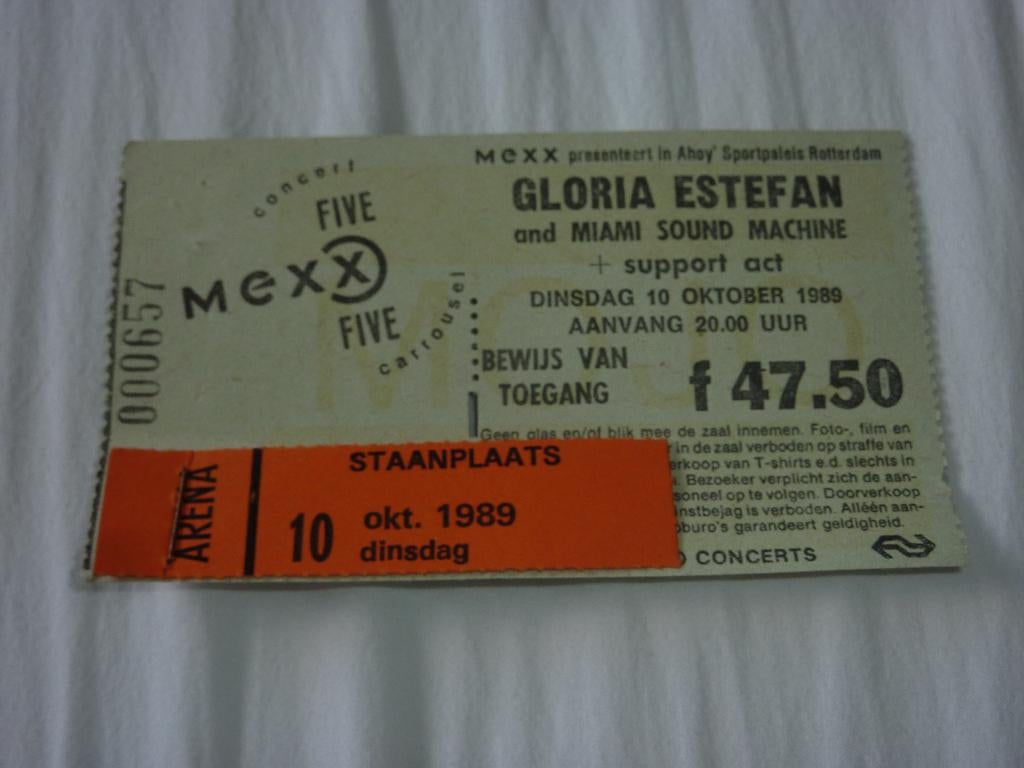 000657
concert
FIVE
Mexx
FIVE
carrousel
Mexx presenteert in Ahoy' Sportpaleis Rotterdam
GLORIA ESTEFAN
and MIAMI SOUND MACHINE
+ support act
DINSDAG 10 OKTOBER 1989
AANVANG 20.00 UUR
BEWIJS VAN
TOEGANG
f 47.50
Geen glas en/of blik mee de zaal innemen. Foto-, film en
in de zaal verboden op straffe van
erkoop van T-shirts e.d. slechts in
. Bezoeker verplicht zich de aan-
soneel op te volgen. Doorverkoop
nstbejag is verboden. Alléén aan-
buro's garandeert geldigheid.
CONCERTS
ARENA
STAANPLAATS
10 okt. 1989
dinsdag
MOJO